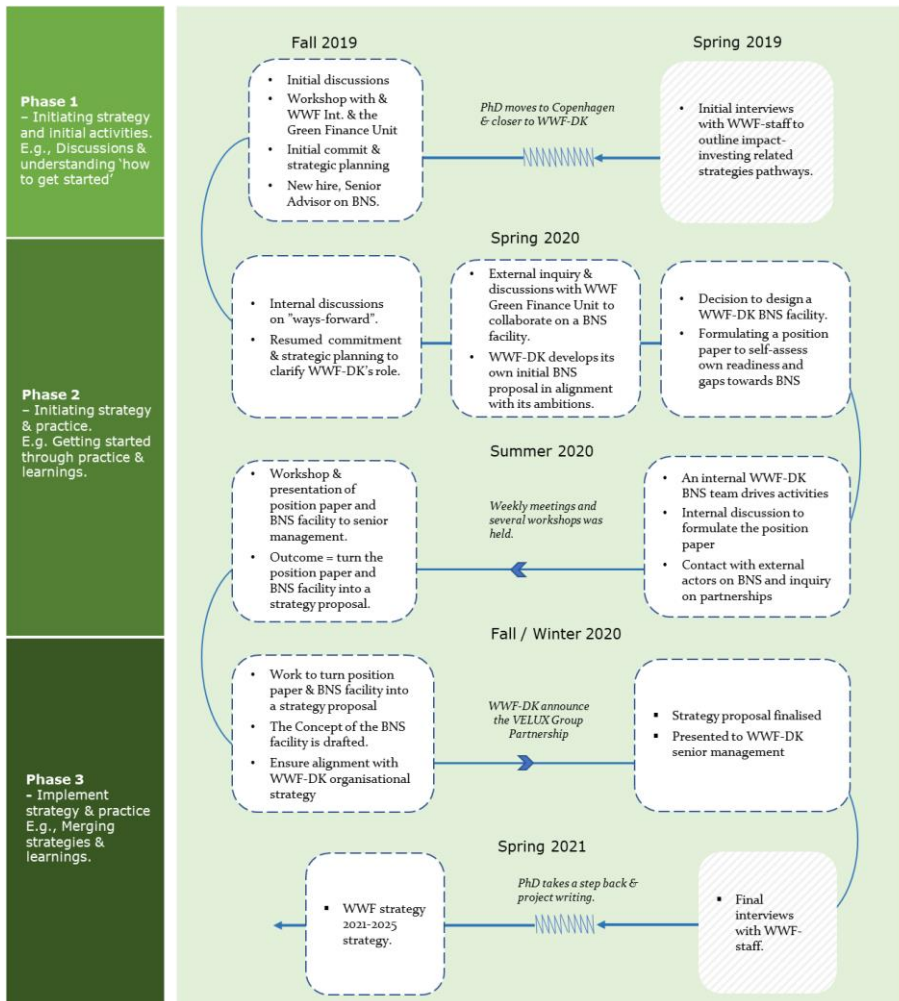 Phase 1
– Initiating strategy
and initial activities.
E.g., Discussions &
understanding ‘how
to get started’
Phase 2
– Initiating strategy
& practice.
E.g. Getting started
through practice &
learnings.
Phase 3
- Implement
strategy & practice
E.g., Merging
strategies &
learnings.
Fall 2019
Spring 2019
• Initial discussions
• Workshop with &
WWF Int. & the
Green Finance Unit
• Initial commit &
strategic planning
• New hire, Senior
Advisor on BNS.
PhD moves to Copenhagen
& closer to WWF-DK
• Initial interviews
with WWF-staff to
outline impact-
investing related
strategies pathways.
Spring 2020
• Internal discussions
on ”ways-forward”.
• Resumed commitment
& strategic planning to
clarify WWF-DK’s role.
• External inquiry &
discussions with WWF
Green Finance Unit to
collaborate on a BNS
facility.
• WWF-DK develops its
own initial BNS
proposal in alignment
with its ambitions.
• Decision to design a
WWF-DK BNS facility.
• Formulating a position
paper to self-assess
own readiness and
gaps towards BNS
Summer 2020
• Workshop &
presentation of
position paper and
BNS facility to senior
management.
• Outcome = turn the
position paper and
BNS facility into a
strategy proposal.
Weekly meetings and
several workshops was
held.
• An internal WWF-DK
BNS team drives activities
• Internal discussion to
formulate the position
paper
• Contact with external
actors on BNS and inquiry
on partnerships
Fall / Winter 2020
• Work to turn position
paper & BNS facility into
a strategy proposal
• The Concept of the BNS
facility is drafted.
• Ensure alignment with
WWF-DK organisational
strategy
WWF-DK announce
the VELUX Group
Partnership
▪ Strategy proposal finalised
▪ Presented to WWF-DK
senior management
Spring 2021
▪ WWF strategy
2021-2025
strategy.
PhD takes a step back &
project writing.
▪ Final
interviews
with WWF-
staff.